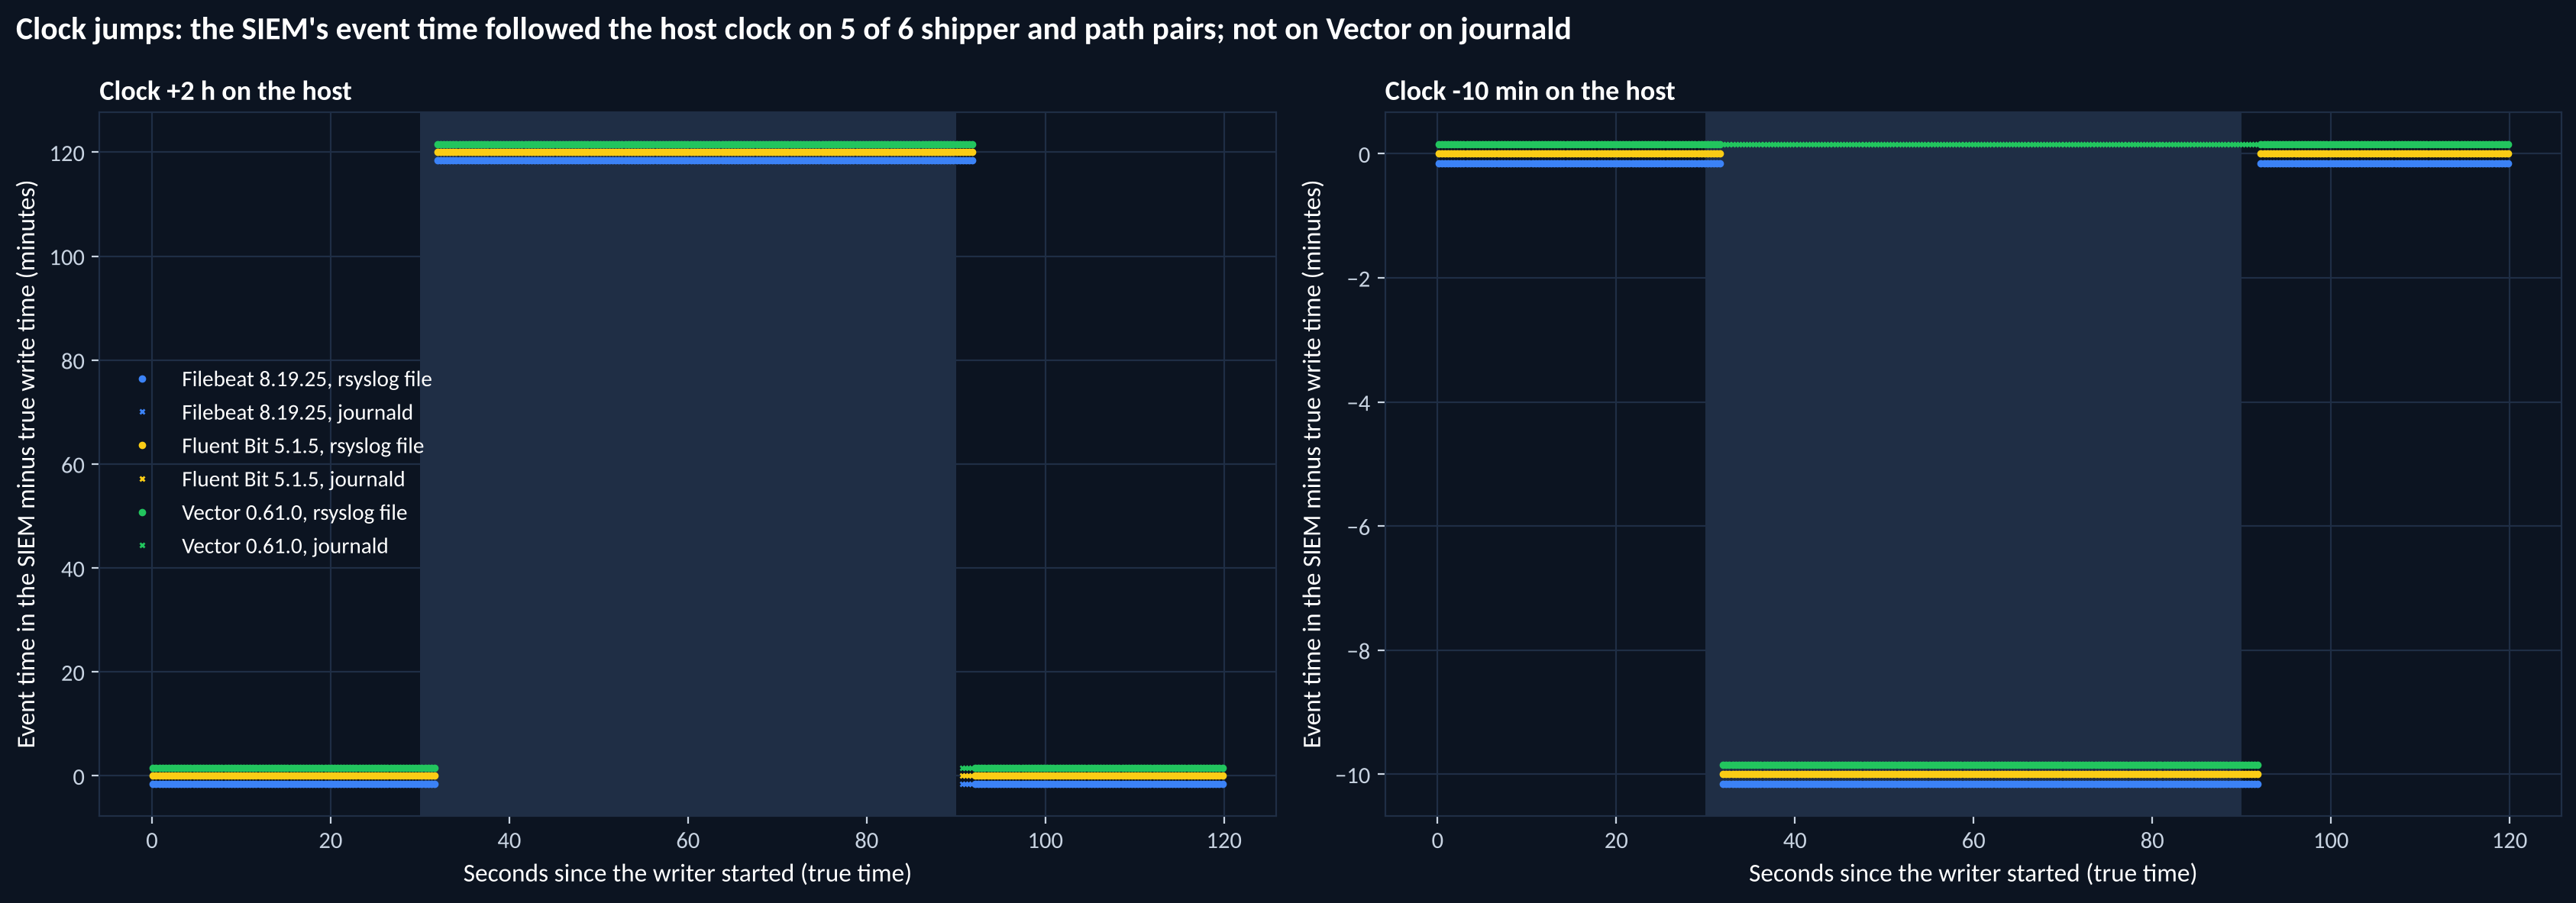 Clock jumps: the SIEM's event time followed the host clock on 5 of 6 shipper and path pairs; not on Vector on journald
Clock +2 h on the host
Event time in the SIEM minus true write time (minutes)
120
100
80
60
40
20
0
Filebeat 8.19.25, rsyslog file
Filebeat 8.19.25, journald
Fluent Bit 5.1.5, rsyslog file
Fluent Bit 5.1.5, journald
Vector 0.61.0, rsyslog file
Vector 0.61.0, journald
0 20 40 60 80 100 120
Seconds since the writer started (true time)
Clock -10 min on the host
Event time in the SIEM minus true write time (minutes)
0
−2
−4
−6
−8
−10
0 20 40 60 80 100 120
Seconds since the writer started (true time)